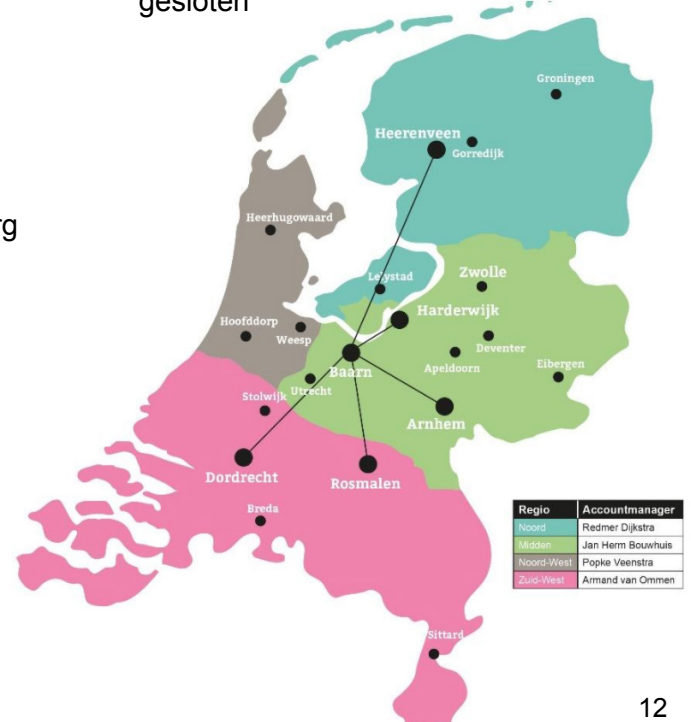 gesloten
rg
Groningen
Heerenveen
Gorredijk
Heerhugowaard
Lelystad
Zwolle
Harderwijk
Hoofddorp
Weesp
Deventer
Baarn
Apeldoorn
Eibergen
Utrecht
Stolwijk
Arnhem
Dordrecht
Rosmalen
Breda
Sittard
Regio Accountmanager
Noord Redmer Dijkstra
Midden Jan Herm Bouwhuis
Noord-West Popke Veenstra
Zuid-West Armand van Ommen
12